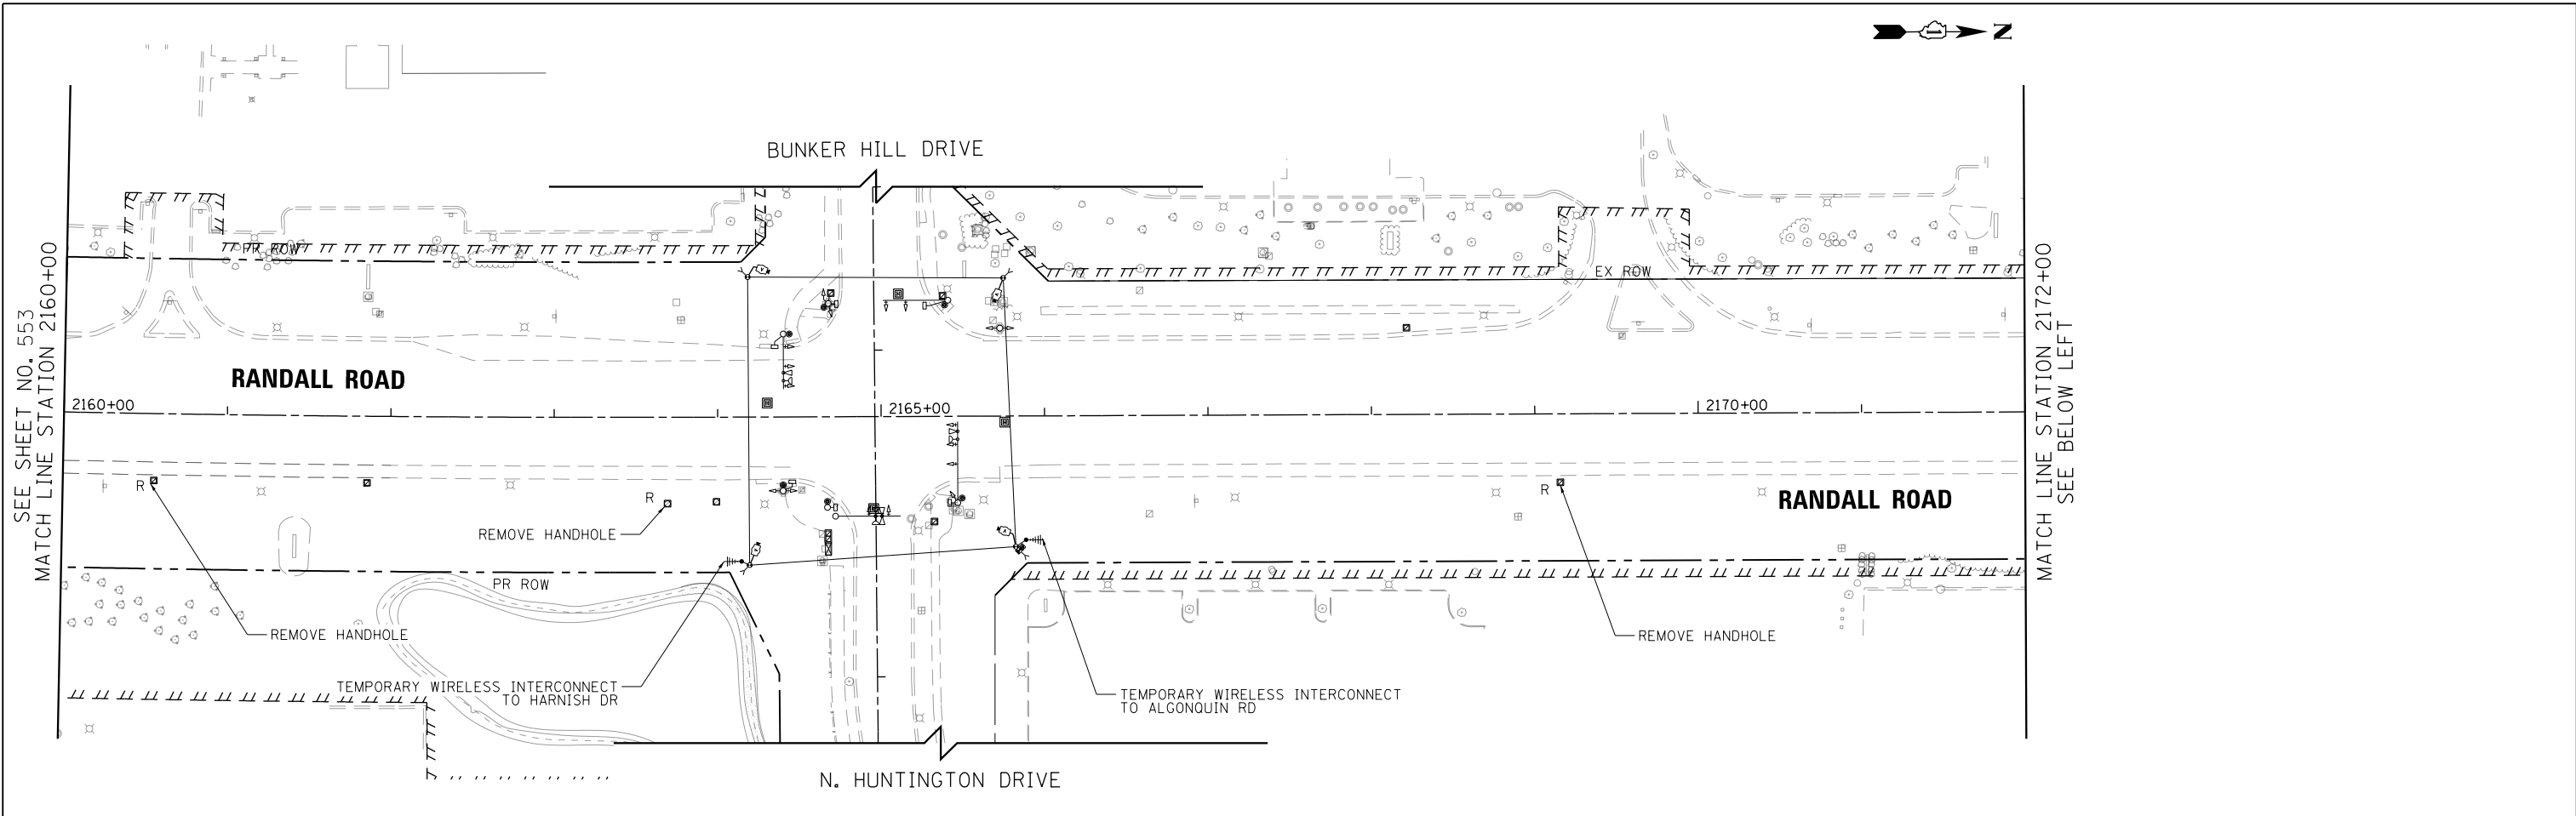 N
BUNKER HILL DRIVE
PR ROW
EX ROW
SEE SHEET NO. 553
MATCH LINE STATION 2160+00
MATCH LINE STATION 2172+00
SEE BELOW LEFT
RANDALL ROAD
2160+00
2165+00
2170+00
R
R
R
RANDALL ROAD
REMOVE HANDHOLE
PR ROW
REMOVE HANDHOLE
REMOVE HANDHOLE
TEMPORARY WIRELESS INTERCONNECT
TO HARNISH DR
TEMPORARY WIRELESS INTERCONNECT
TO ALGONQUIN RD
N. HUNTINGTON DRIVE